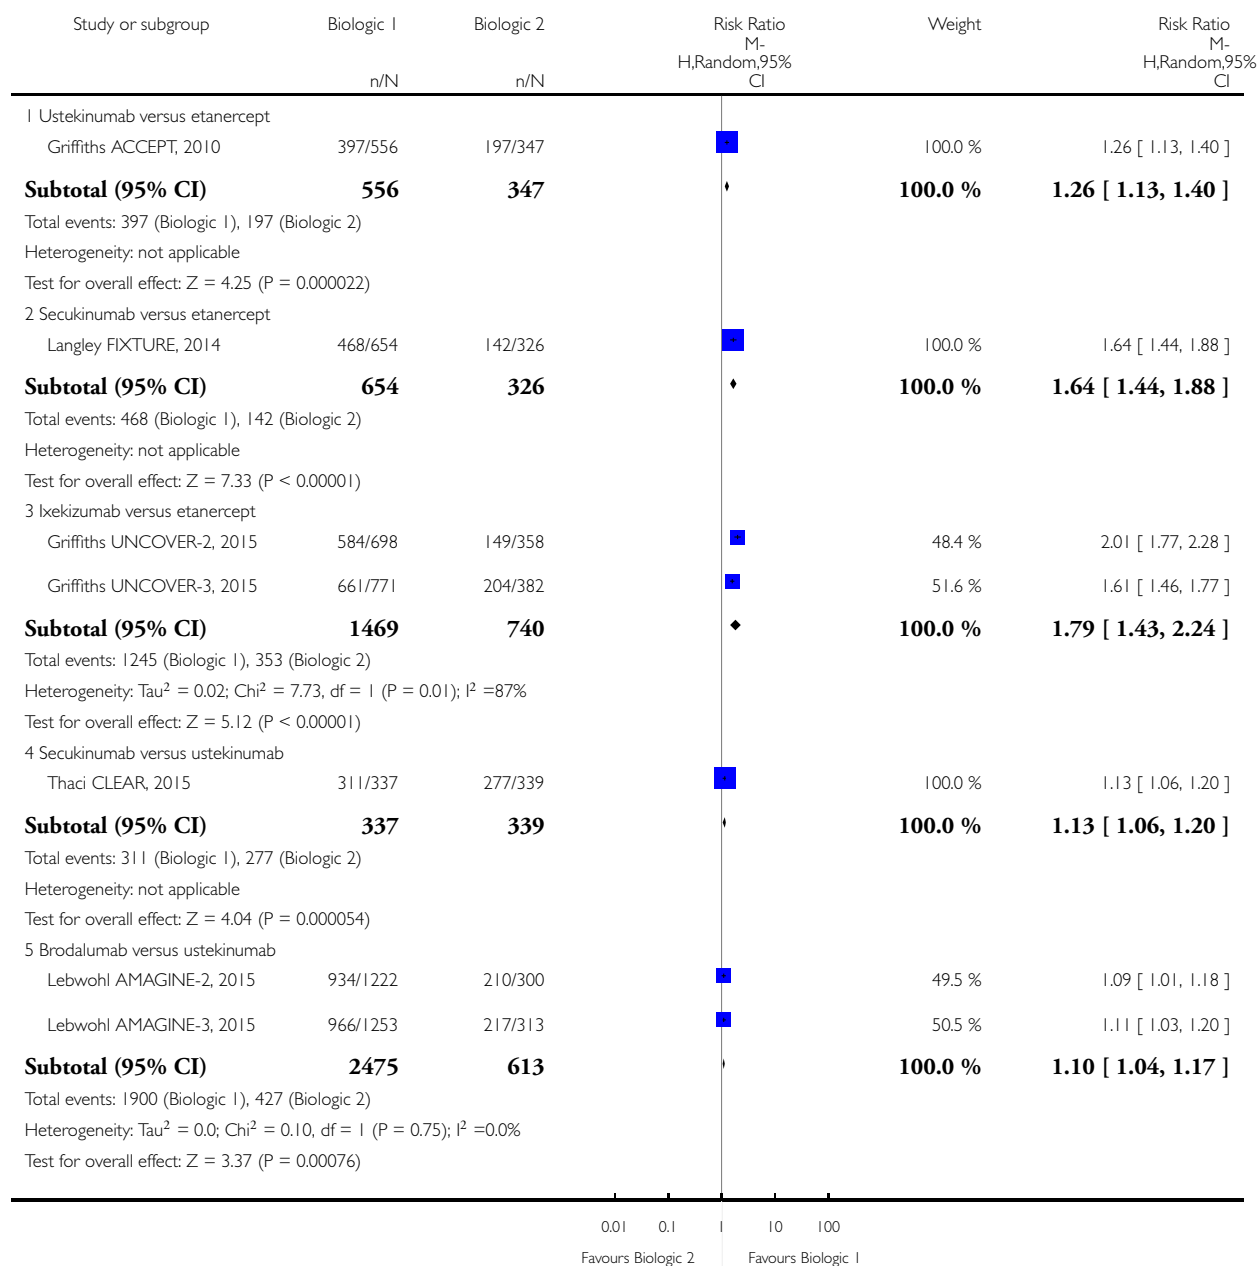 Study or subgroup Biologic 1 Biologic 2 Risk Ratio Weight Risk Ratio
M- M-
H,Random,95% H,Random,95%
n/N n/N CI CI
1 Ustekinumab versus etanercept
Griffiths ACCEPT, 2010 397/556 197/347 100.0 % 1.26 [ 1.13, 1.40 ]
Subtotal (95% CI) 556 347 100.0 % 1.26 [ 1.13, 1.40 ]
Total events: 397 (Biologic 1), 197 (Biologic 2)
Heterogeneity: not applicable
Test for overall effect: Z = 4.25 (P = 0.000022)
2 Secukinumab versus etanercept
Langley FIXTURE, 2014 468/654 142/326 100.0 % 1.64 [ 1.44, 1.88 ]
Subtotal (95% CI) 654 326 100.0 % 1.64 [ 1.44, 1.88 ]
Total events: 468 (Biologic 1), 142 (Biologic 2)
Heterogeneity: not applicable
Test for overall effect: Z = 7.33 (P < 0.00001)
3 Ixekizumab versus etanercept
Griffiths UNCOVER-2, 2015 584/698 149/358 48.4 % 2.01 [ 1.77, 2.28 ]
Griffiths UNCOVER-3, 2015 661/771 204/382 51.6 % 1.61 [ 1.46, 1.77 ]
Subtotal (95% CI) 1469 740 100.0 % 1.79 [ 1.43, 2.24 ]
Total events: 1245 (Biologic 1), 353 (Biologic 2)
Heterogeneity: Tau² = 0.02; Chi² = 7.73, df = 1 (P = 0.01); I² =87%
Test for overall effect: Z = 5.12 (P < 0.00001)
4 Secukinumab versus ustekinumab
Thaci CLEAR, 2015 311/337 277/339 100.0 % 1.13 [ 1.06, 1.20 ]
Subtotal (95% CI) 337 339 100.0 % 1.13 [ 1.06, 1.20 ]
Total events: 311 (Biologic 1), 277 (Biologic 2)
Heterogeneity: not applicable
Test for overall effect: Z = 4.04 (P = 0.000054)
5 Brodalumab versus ustekinumab
Lebwohl AMAGINE-2, 2015 934/1222 210/300 49.5 % 1.09 [ 1.01, 1.18 ]
Lebwohl AMAGINE-3, 2015 966/1253 217/313 50.5 % 1.11 [ 1.03, 1.20 ]
Subtotal (95% CI) 2475 613 100.0 % 1.10 [ 1.04, 1.17 ]
Total events: 1900 (Biologic 1), 427 (Biologic 2)
Heterogeneity: Tau² = 0.0; Chi² = 0.10, df = 1 (P = 0.75); I² =0.0%
Test for overall effect: Z = 3.37 (P = 0.00076)
0.01 0.1 1 10 100
Favours Biologic 2 Favours Biologic 1